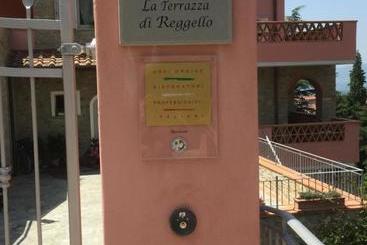 La Terrazza
di Reggello
RISTORATORI
PROFESSIONISTI
ITALIANI